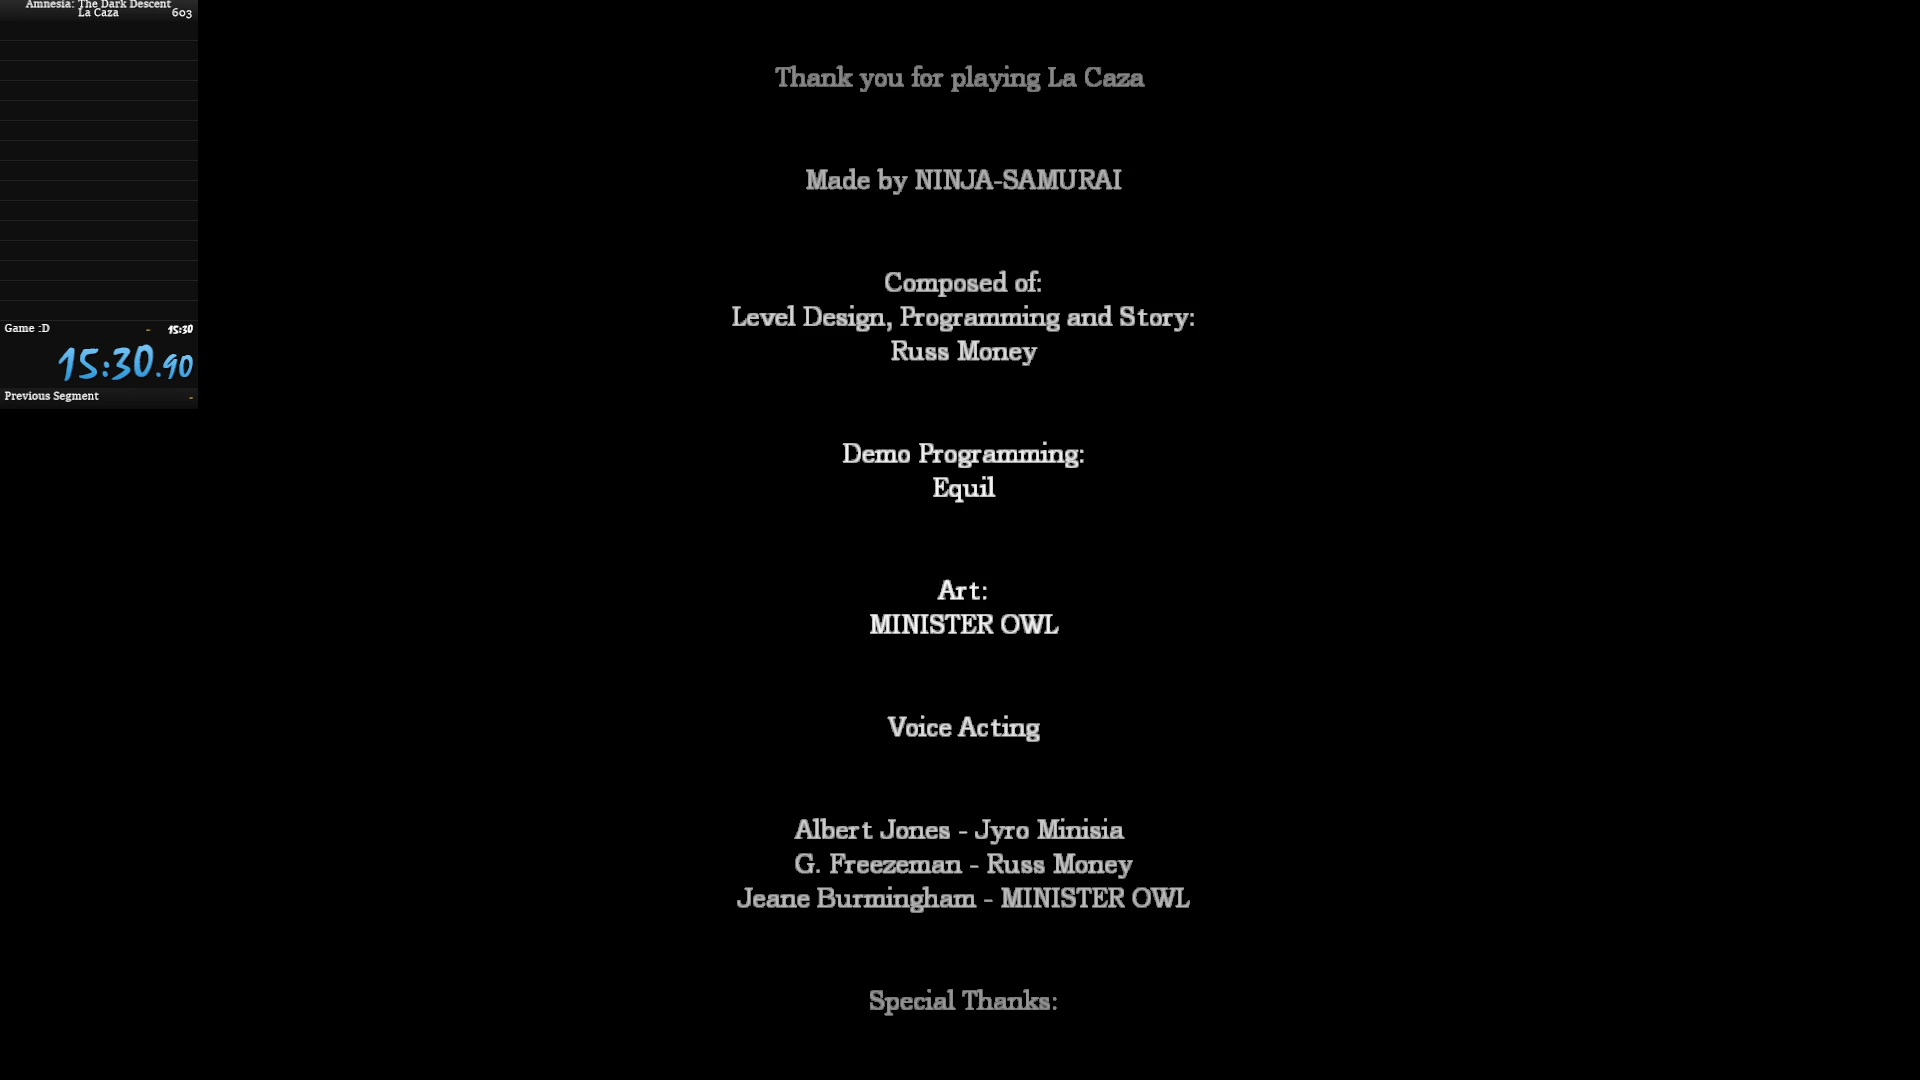 Amnesia: The Dark Descent
La Caza 603
Game :D - 15:30
15:30.90
Previous Segment -
Thank you for playing La Caza
Made by NINJA-SAMURAI
Composed of:
Level Design, Programming and Story:
Russ Money
Demo Programming:
Equil
Art:
MINISTER OWL
Voice Acting
Albert Jones - Jyro Minisia
G. Freezeman - Russ Money
Jeane Burmingham - MINISTER OWL
Special Thanks: